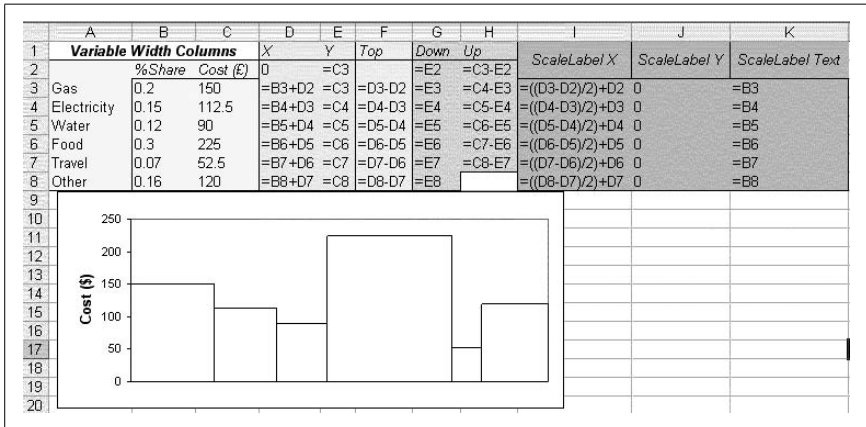 A B C D E F G H I J K
1 Variable Width Columns X Y Top Down Up ScaleLabel X ScaleLabel Y ScaleLabel Text
2 %Share Cost (£) 0 =C3 =E2 =C3-E2
3 Gas 0.2 150 =B3+D2 =C3 =D3-D2 =E3 =C4-E3 =((D3-D2)/2)+D2 0 =B3
4 Electricity 0.15 112.5 =B4+D3 =C4 =D4-D3 =E4 =C5-E4 =((D4-D3)/2)+D3 0 =B4
5 Water 0.12 90 =B5+D4 =C5 =D5-D4 =E5 =C6-E5 =((D5-D4)/2)+D4 0 =B5
6 Food 0.3 225 =B6+D5 =C6 =D6-D5 =E6 =C7-E6 =((D6-D5)/2)+D5 0 =B6
7 Travel 0.07 52.5 =B7+D6 =C7 =D7-D6 =E7 =C8-E7 =((D7-D6)/2)+D6 0 =B7
8 Other 0.16 120 =B8+D7 =C8 =D8-D7 =E8 =((D8-D7)/2)+D7 0 =B8
9
10
11
12
13
14
15
16
17
18
19
20
Cost ($)
250
200
150
100
50
0